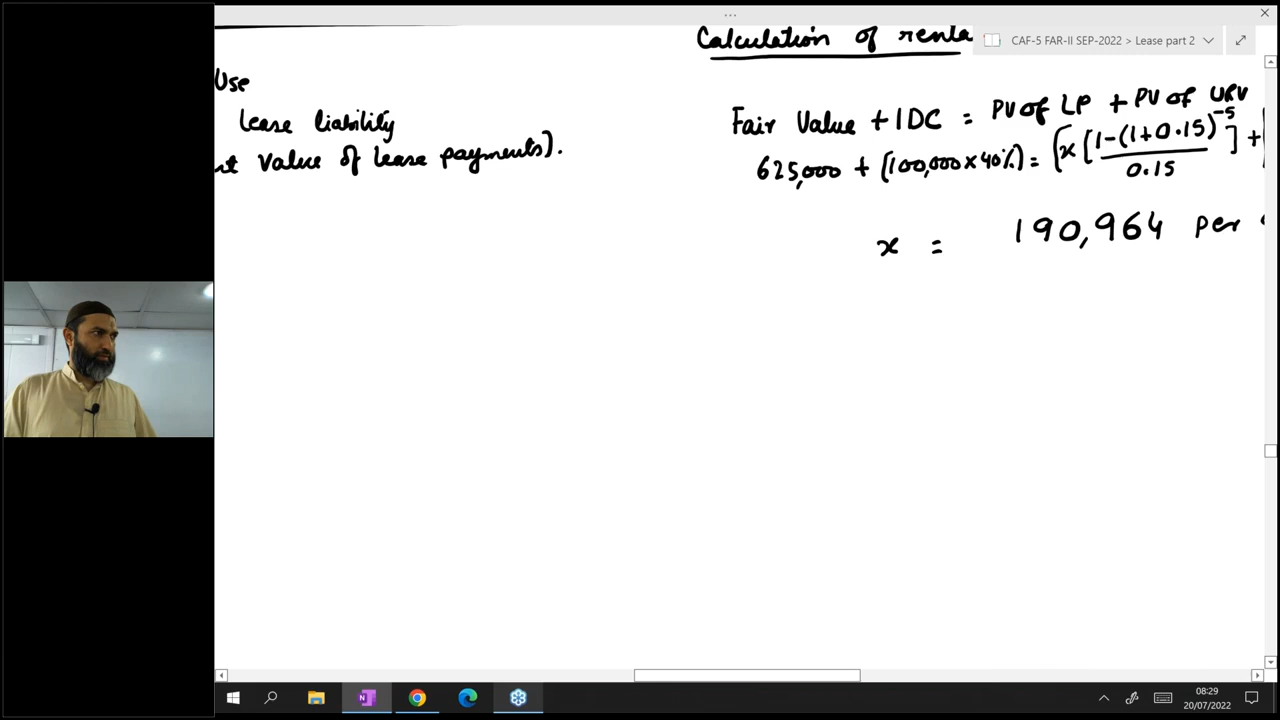 Calculation of renta
CAF-5 FAR-II SEP-2022 > Lease part 2
Use
lease liability
nt Value of lease payments).
Fair Value + IDC = PV of LP + PV of URV
625,000 + (100,000 x 40%) = (x [1-(1+0.15)^-5 / 0.15] +
x = 190,964 per
08:29
20/07/2022